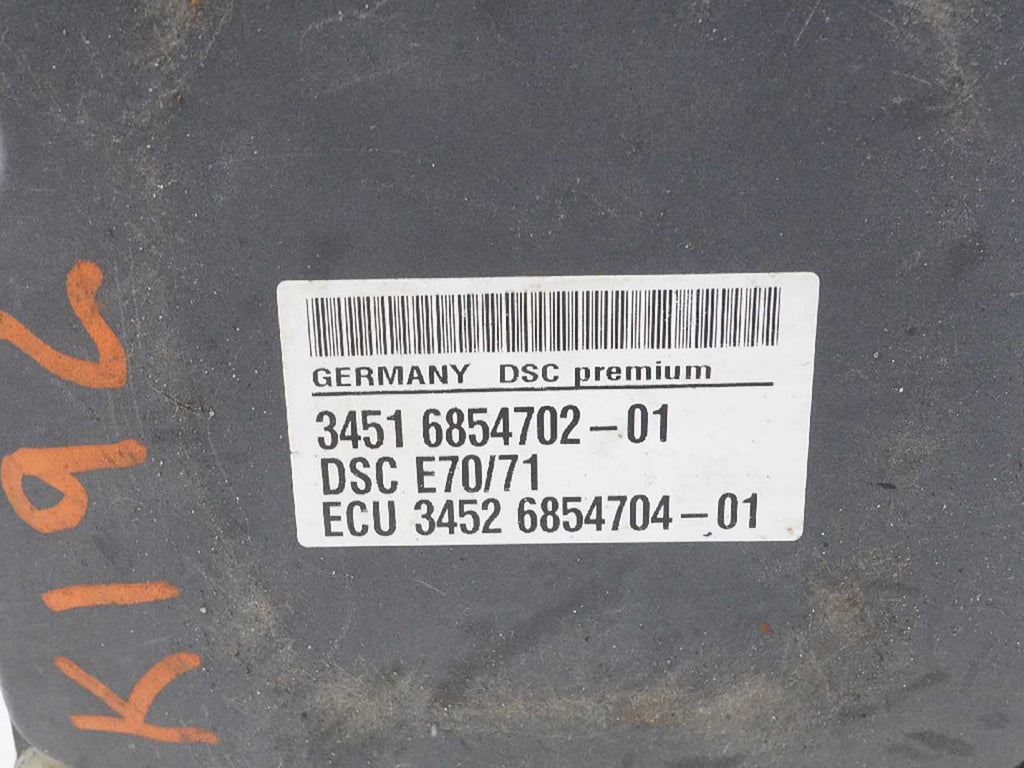 GERMANY DSC premium
3451 6854702-01
DSC E70/71
ECU 3452 6854704-01
K192